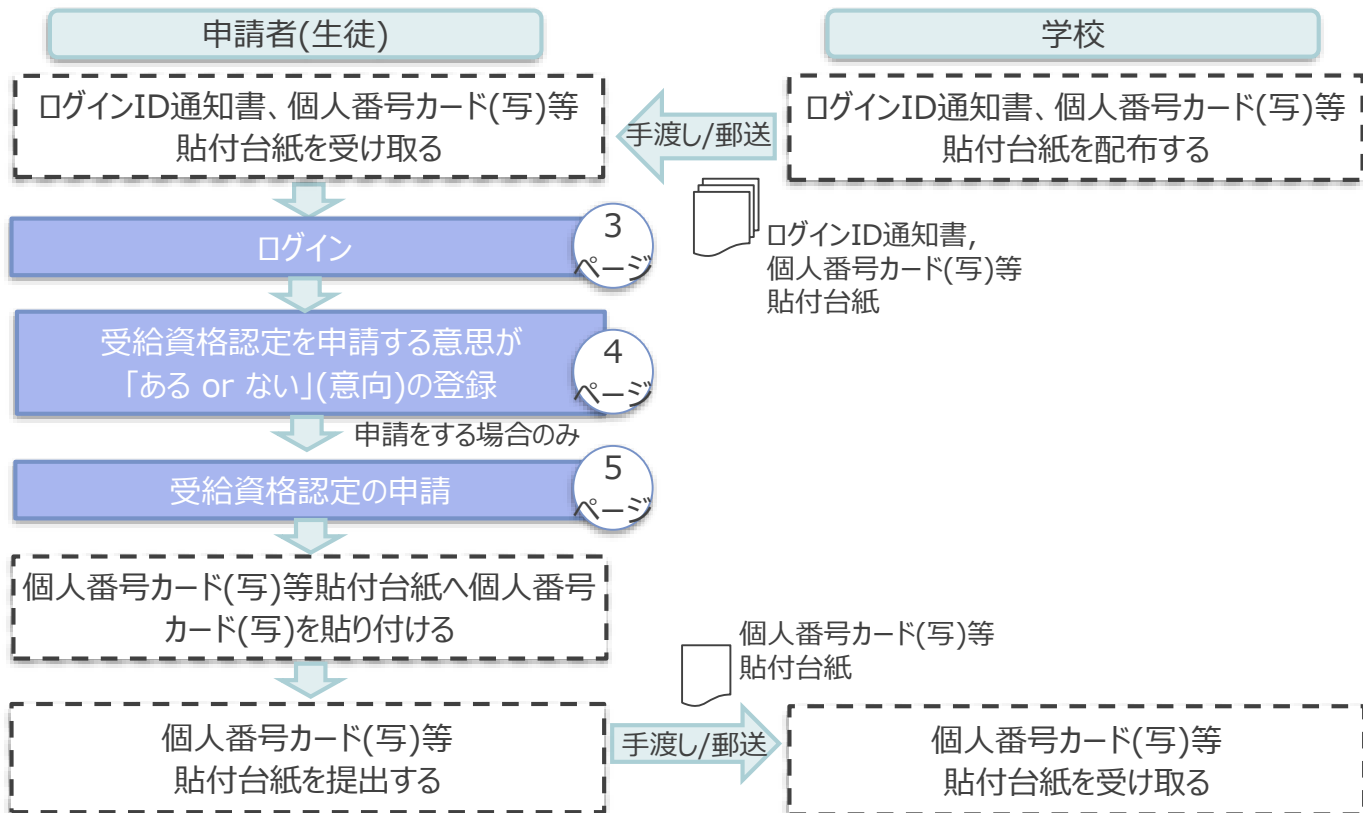 申請者(生徒)
学校
ログインID通知書、個人番号カード(写)等
貼付台紙を受け取る
手渡し/郵送
ログインID通知書、個人番号カード(写)等
貼付台紙を配布する
ログインID通知書,
個人番号カード(写)等
貼付台紙
ログイン
3
ページ
受給資格認定を申請する意思が
「ある or ない」(意向)の登録
4
ページ
申請をする場合のみ
受給資格認定の申請
5
ページ
個人番号カード(写)等貼付台紙へ個人番号
カード(写)を貼り付ける
個人番号カード(写)等
貼付台紙
個人番号カード(写)等
貼付台紙を提出する
手渡し/郵送
個人番号カード(写)等
貼付台紙を受け取る